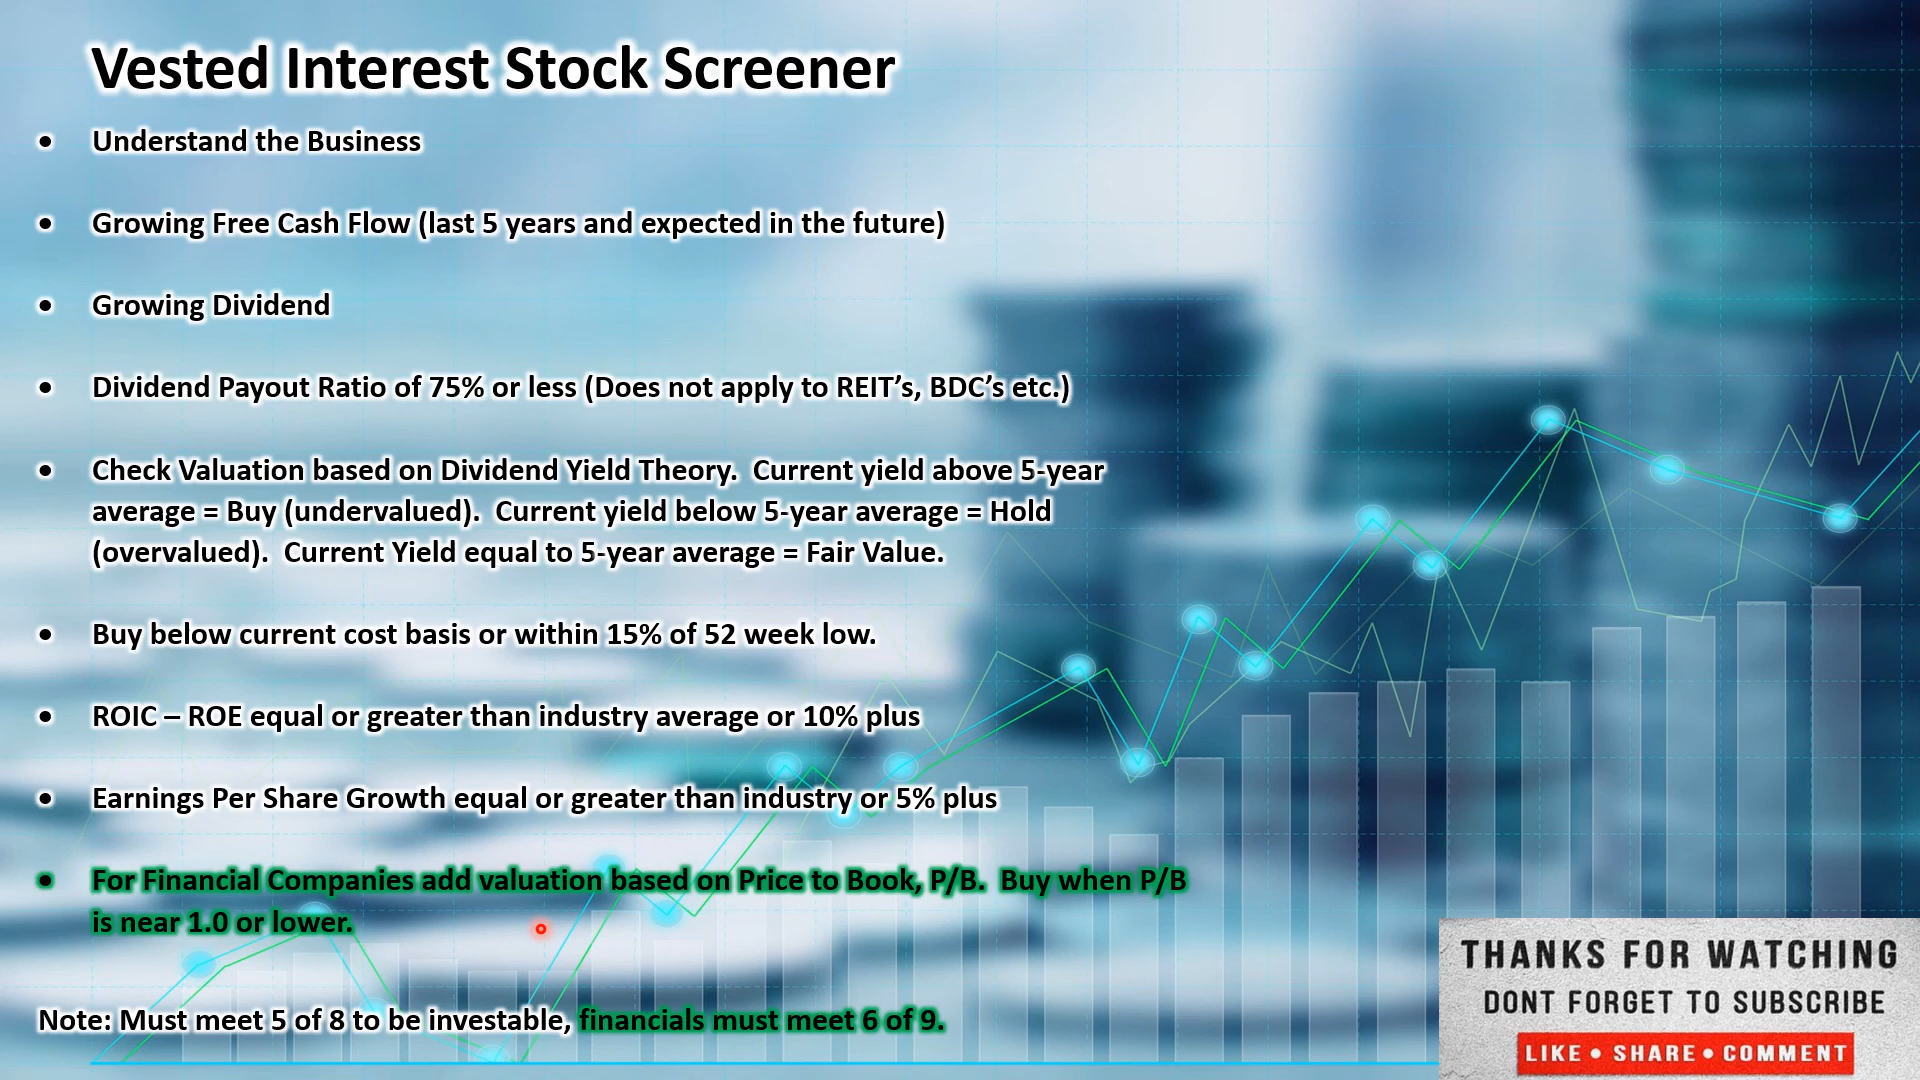 Vested Interest Stock Screener
• Understand the Business
• Growing Free Cash Flow (last 5 years and expected in the future)
• Growing Dividend
• Dividend Payout Ratio of 75% or less (Does not apply to REIT’s, BDC’s etc.)
• Check Valuation based on Dividend Yield Theory.  Current yield above 5-year
average = Buy (undervalued).  Current yield below 5-year average = Hold
(overvalued).  Current Yield equal to 5-year average = Fair Value.
• Buy below current cost basis or within 15% of 52 week low.
• ROIC – ROE equal or greater than industry average or 10% plus
• Earnings Per Share Growth equal or greater than industry or 5% plus
• For Financial Companies add valuation based on Price to Book, P/B.  Buy when P/B
is near 1.0 or lower.
Note: Must meet 5 of 8 to be investable, financials must meet 6 of 9.
THANKS FOR WATCHING
DONT FORGET TO SUBSCRIBE
LIKE • SHARE • COMMENT